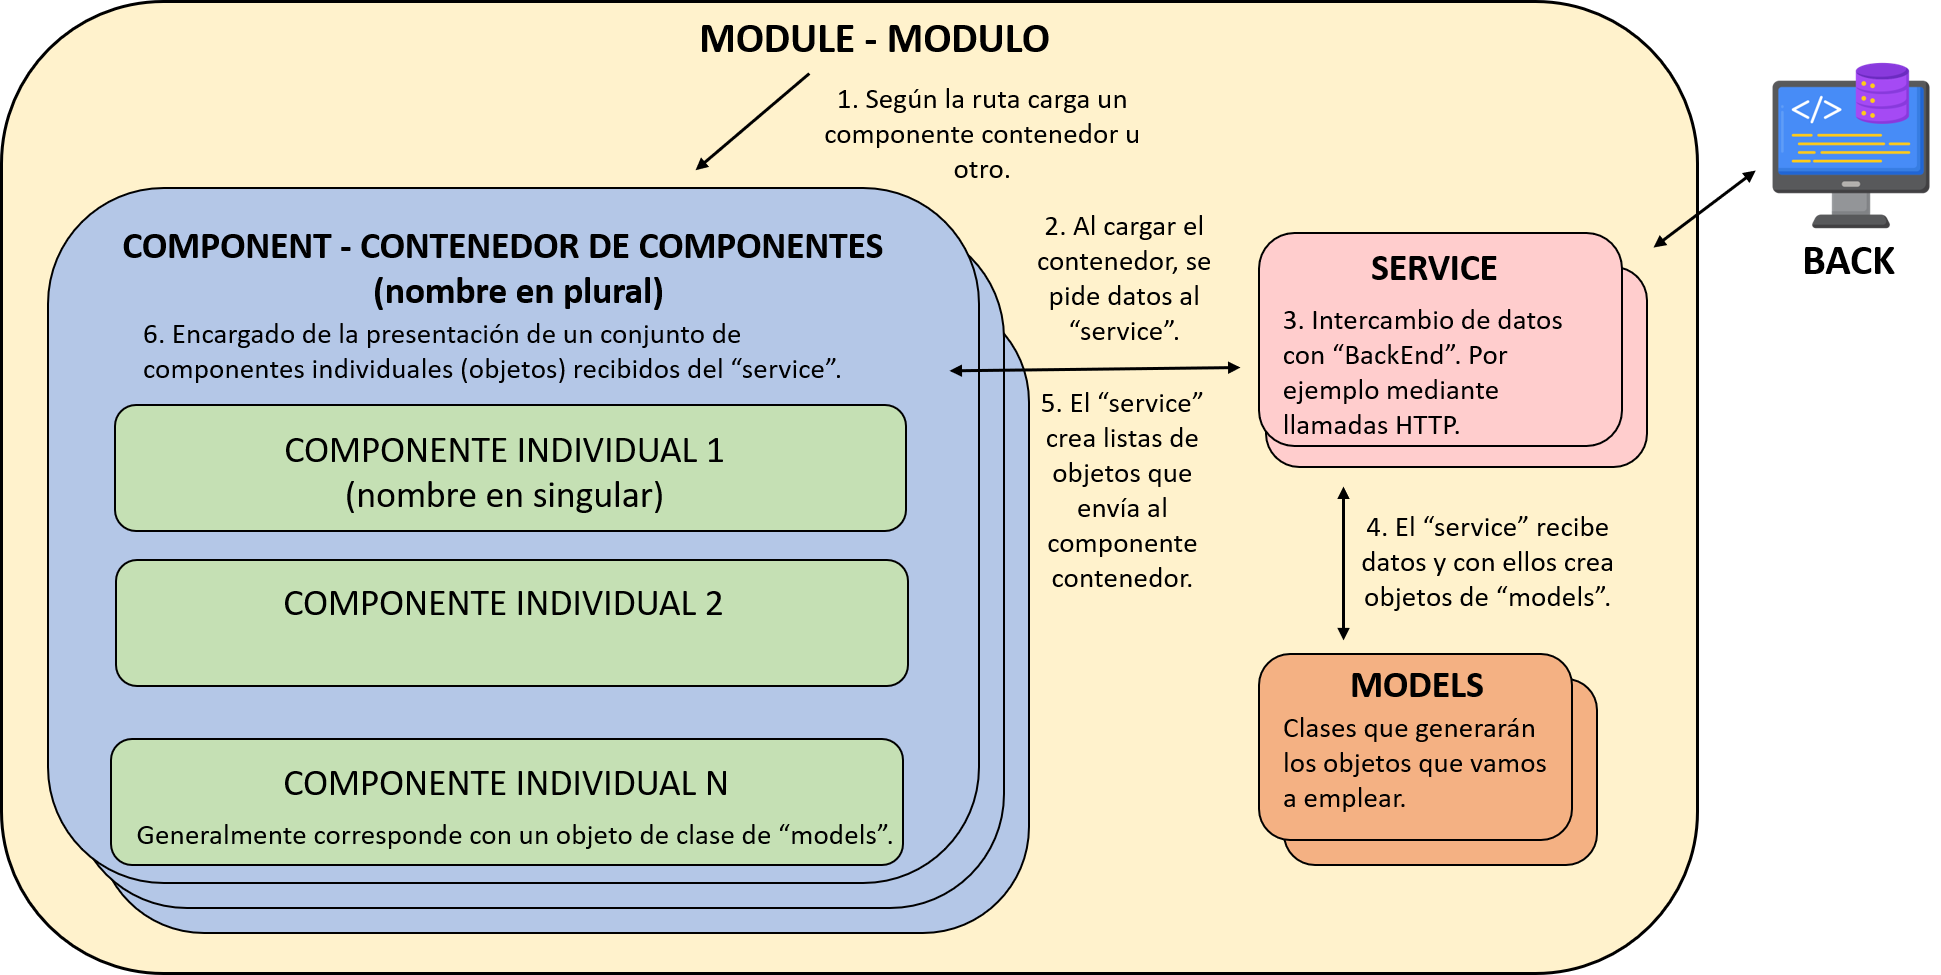 MODULE - MODULO
1. Según la ruta carga un
componente contenedor u
otro.
COMPONENT - CONTENEDOR DE COMPONENTES
(nombre en plural)
6. Encargado de la presentación de un conjunto de
componentes individuales (objetos) recibidos del “service”.
COMPONENTE INDIVIDUAL 1
(nombre en singular)
COMPONENTE INDIVIDUAL 2
COMPONENTE INDIVIDUAL N
Generalmente corresponde con un objeto de clase de “models”.
2. Al cargar el
contenedor, se
pide datos al
“service”.
5. El “service”
crea listas de
objetos que
envía al
componente
contenedor.
SERVICE
3. Intercambio de datos
con “BackEnd”. Por
ejemplo mediante
llamadas HTTP.
4. El “service” recibe
datos y con ellos crea
objetos de “models”.
MODELS
Clases que generarán
los objetos que vamos
a emplear.
</>
BACK